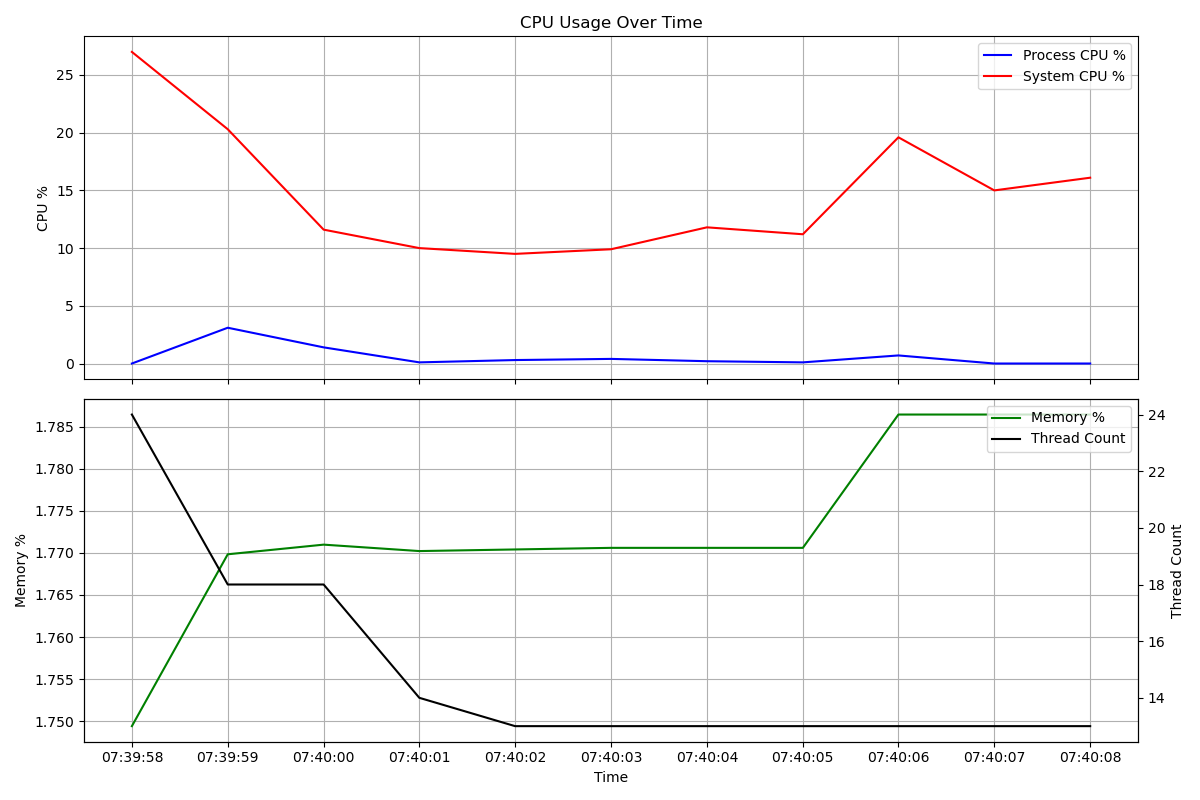 CPU Usage Over Time
CPU %
25
20
15
10
5
0
Process CPU %
System CPU %
Memory %
1.785
1.780
1.775
1.770
1.765
1.760
1.755
1.750
Memory %
Thread Count
24
22
20
18
16
14
Thread Count
07:39:58 07:39:59 07:40:00 07:40:01 07:40:02 07:40:03 07:40:04 07:40:05 07:40:06 07:40:07 07:40:08
Time